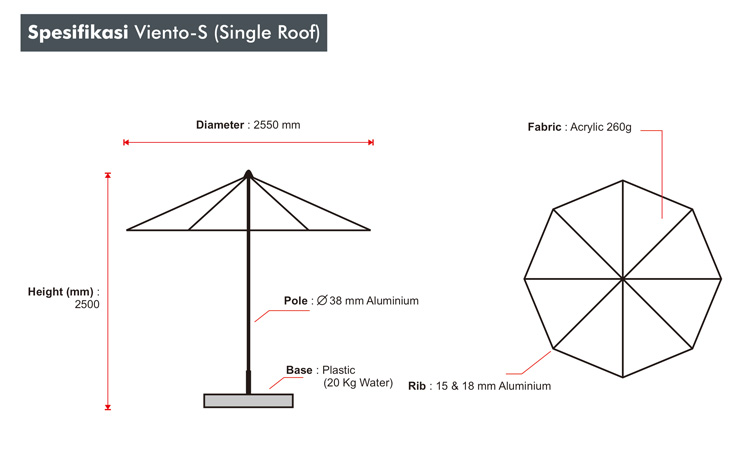 Spesifikasi Viento-S (Single Roof)
Diameter : 2550 mm
Fabric : Acrylic 260g
Height (mm) :
2500
Pole : Ø 38 mm Aluminium
Base : Plastic
(20 Kg Water)
Rib : 15 & 18 mm Aluminium